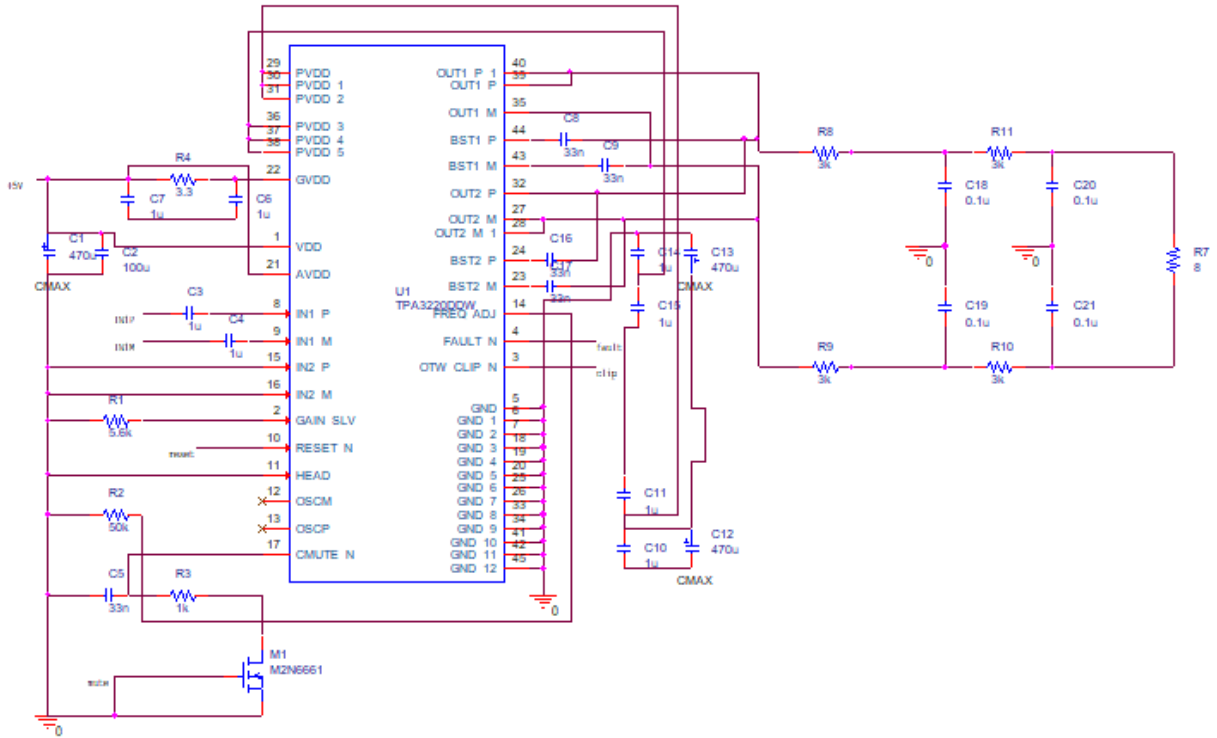 29 PVDD
30 PVDD 1
31 PVDD 2
36 PVDD 3
37 PVDD 4
38 PVDD 5
22 GVDD
1 VDD
21 AVDD
8 IN1 P
9 IN1 M
15 IN2 P
16 IN2 M
2 GAIN SLV
10 RESET N
11 HEAD
12 OSCM
13 OSCP
17 CMUTE N
U1
TPA3220DDW
OUT1 P 1 40
OUT1 P 39
OUT1 M 35
BST1 P 44
BST1 M 43
OUT2 P 32
OUT2 M 27
OUT2 M 1 28
BST2 P 24
BST2 M 23
FREQ ADJ 14
FAULT N 4
OTW CLIP N 3
GND 5
GND 1 6
GND 2 7
GND 3 18
GND 4 19
GND 5 20
GND 6 25
GND 7 26
GND 8 33
GND 9 34
GND 10 41
GND 11 42
GND 12 45
0
R4
3.3
C7
1u
C6
1u
C1
470u
CMAX
C2
100u
C3
1u
C4
1u
IN1P
IN1M
R1
5.6k
R2
50k
C5
33n
R3
1k
M1
M2N6661
mute
0
C8
33n
C9
33n
C16
33n
C17
33n
C14
1u
C13
470u
CMAX
C15
1u
fault
clip
C11
1u
C10
1u
C12
470u
CMAX
R8
3k
R11
3k
C18
0.1u
C20
0.1u
0
0
R7
8
C19
0.1u
C21
0.1u
R9
3k
R10
3k